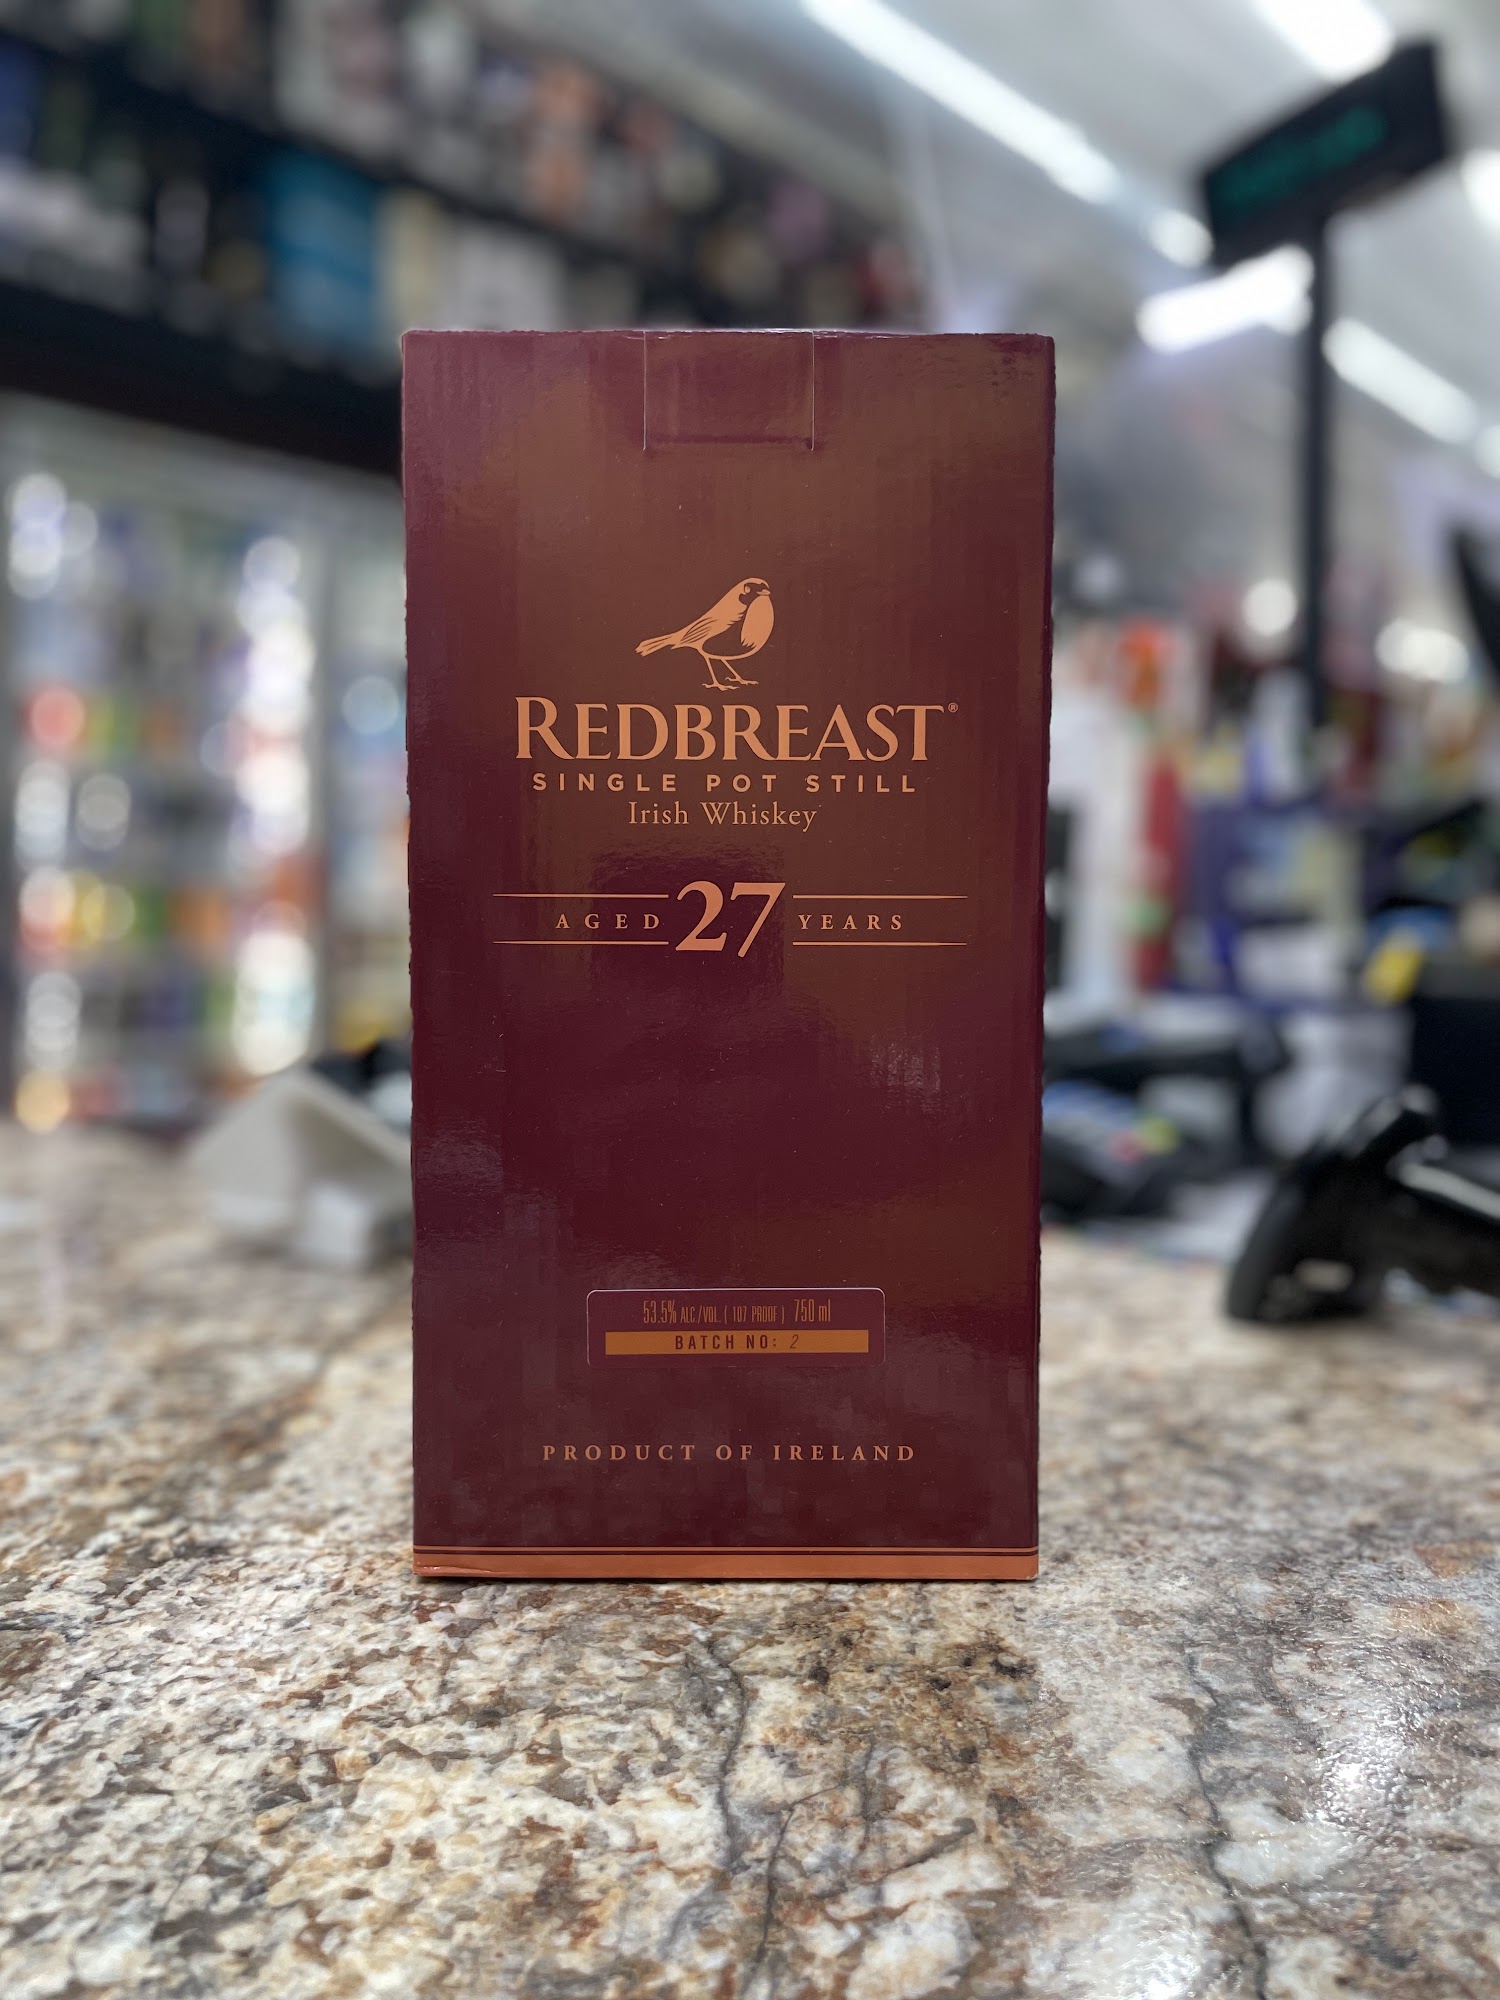 REDBREAST®
SINGLE POT STILL
Irish Whiskey
AGED 27 YEARS
53.5% ALC./VOL. ( 107 PROOF ) 750 ml
BATCH NO: 2
PRODUCT OF IRELAND